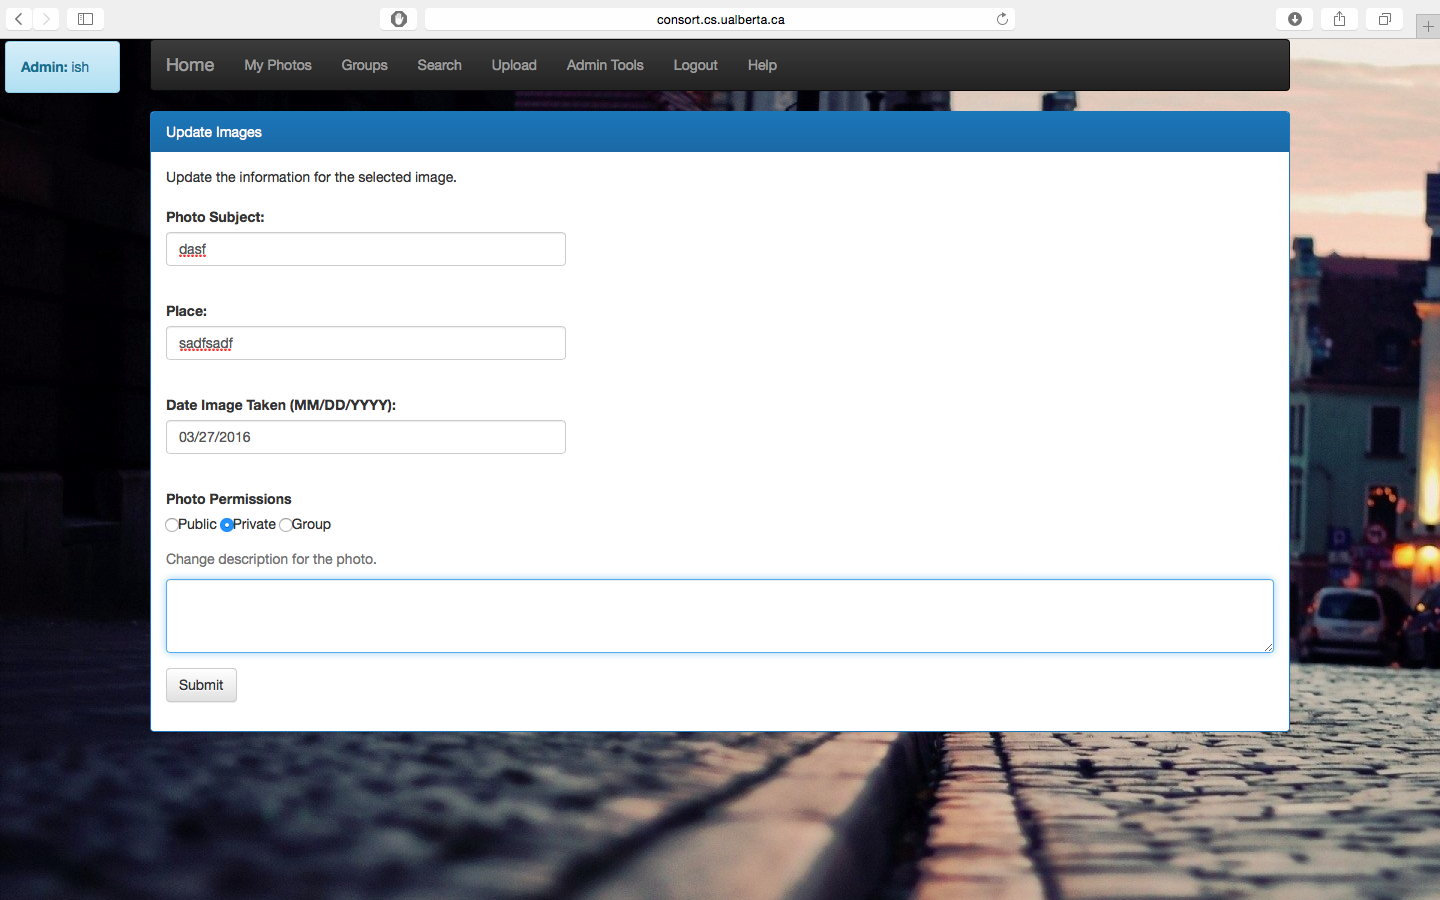 consort.cs.ualberta.ca
Admin: ish
Home My Photos Groups Search Upload Admin Tools Logout Help
Update Images
Update the information for the selected image.
Photo Subject:
dasf
Place:
sadfsadf
Date Image Taken (MM/DD/YYYY):
03/27/2016
Photo Permissions
Public Private Group
Change description for the photo.
Submit